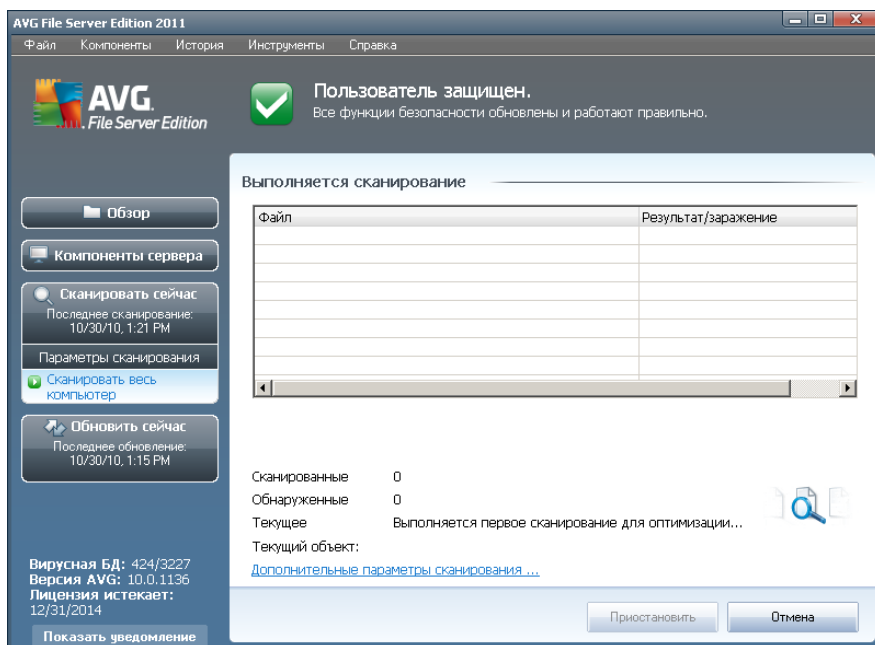 AVG File Server Edition 2011
Файл Компоненты История Инструменты Справка
AVG.
File Server Edition
Пользователь защищен.
Все функции безопасности обновлены и работают правильно.
Обзор
Компоненты сервера
Сканировать сейчас
Последнее сканирование:
10/30/10, 1:21 PM
Параметры сканирования
Сканировать весь
компьютер
Обновить сейчас
Последнее обновление:
10/30/10, 1:15 PM
Вирусная БД: 424/3227
Версия AVG: 10.0.1136
Лицензия истекает:
12/31/2014
Показать уведомление
Выполняется сканирование
Файл Результат/заражение
Сканированные 0
Обнаруженные 0
Текущее Выполняется первое сканирование для оптимизации...
Текущий объект:
Дополнительные параметры сканирования ...
Приостановить Отмена